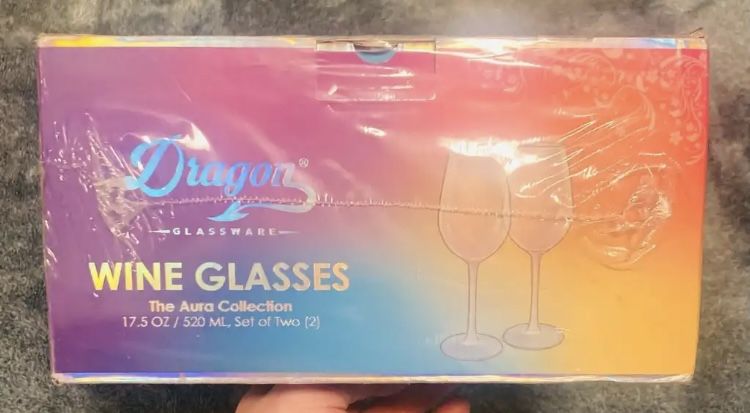 Dragon®
GLASSWARE
WINE GLASSES
The Aura Collection
17.5 OZ / 520 ML, Set of Two (2)